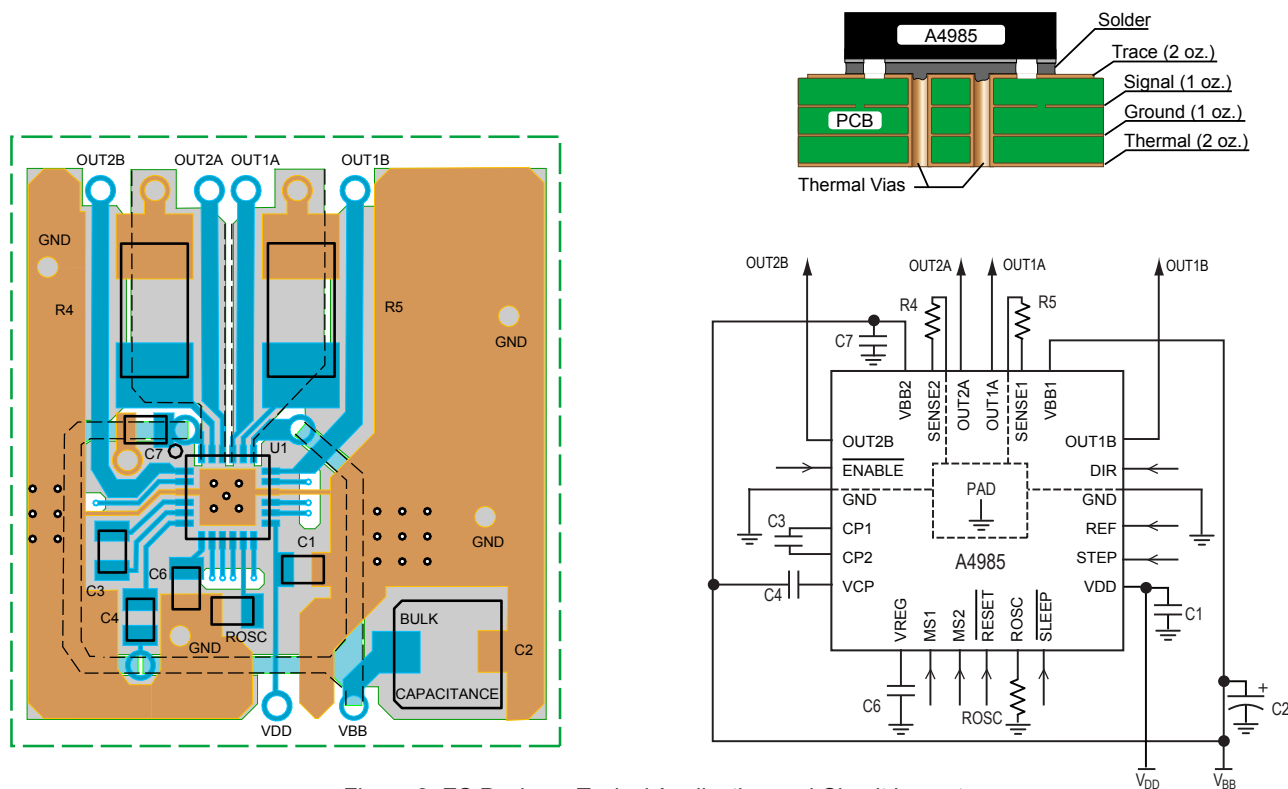 A4985
PCB
Solder
Trace (2 oz.)
Signal (1 oz.)
Ground (1 oz.)
Thermal (2 oz.)
Thermal Vias
OUT2B
OUT2A
OUT1A
OUT1B
GND
R4
R5
GND
C7
U1
C3
C6
C1
GND
C4
ROSC
GND
BULK
CAPACITANCE
C2
VDD
VBB
OUT2B
OUT2A
OUT1A
OUT1B
R4
R5
C7
VBB2
SENSE2
OUT2A
OUT1A
SENSE1
VBB1
OUT2B
ENABLE
GND
CP1
CP2
VCP
C3
C4
PAD
A4985
OUT1B
DIR
GND
REF
STEP
VDD
C1
VREG
MS1
MS2
RESET
ROSC
SLEEP
C6
ROSC
+
C2
VDD
VBB